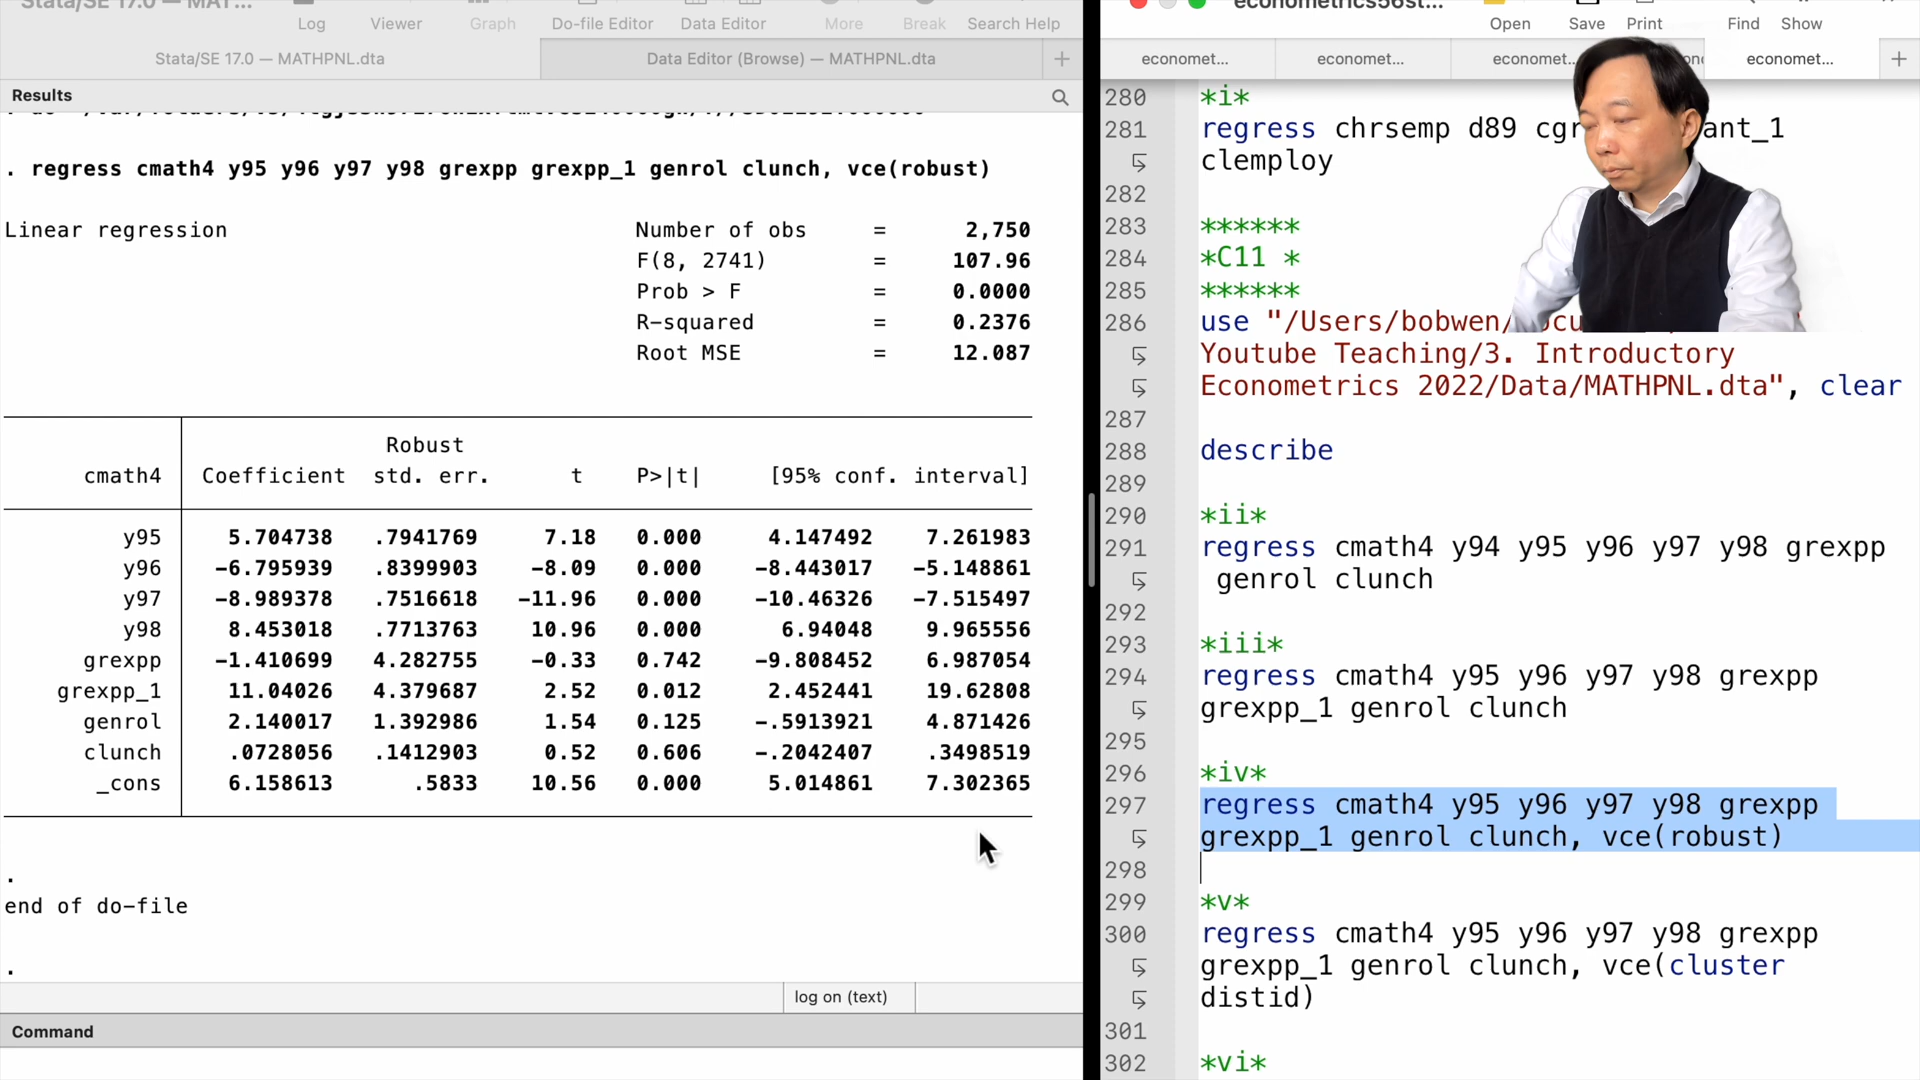 Stata/SE 17.0 — MAT...
Log Viewer Graph Do-file Editor Data Editor More Break Search Help
Stata/SE 17.0 — MATHPNL.dta Data Editor (Browse) — MATHPNL.dta +
Results
. regress cmath4 y95 y96 y97 y98 grexpp grexpp_1 genrol clunch, vce(robust)
Linear regression Number of obs = 2,750
F(8, 2741) = 107.96
Prob > F = 0.0000
R-squared = 0.2376
Root MSE = 12.087
Robust
cmath4 Coefficient std. err. t P>|t| [95% conf. interval]
y95 5.704738 .7941769 7.18 0.000 4.147492 7.261983
y96 -6.795939 .8399903 -8.09 0.000 -8.443017 -5.148861
y97 -8.989378 .7516618 -11.96 0.000 -10.46326 -7.515497
y98 8.453018 .7713763 10.96 0.000 6.94048 9.965556
grexpp -1.410699 4.282755 -0.33 0.742 -9.808452 6.987054
grexpp_1 11.04026 4.379687 2.52 0.012 2.452441 19.62808
genrol 2.140017 1.392986 1.54 0.125 -.5913921 4.871426
clunch .0728056 .1412903 0.52 0.606 -.2042407 .3498519
_cons 6.158613 .5833 10.56 0.000 5.014861 7.302365
.
end of do-file
.
log on (text)
Command
econometrics56st...
Open Save Print Find Show
economet... economet... economet... economet... +
280 *i*
281 regress chrsemp d89 cgr ant_1
clemploy
282
283 ******
284 *C11 *
285 ******
286 use "/Users/bobwen/
Youtube Teaching/3. Introductory
Econometrics 2022/Data/MATHPNL.dta", clear
287
288 describe
289
290 *ii*
291 regress cmath4 y94 y95 y96 y97 y98 grexpp
genrol clunch
292
293 *iii*
294 regress cmath4 y95 y96 y97 y98 grexpp
grexpp_1 genrol clunch
295
296 *iv*
297 regress cmath4 y95 y96 y97 y98 grexpp
grexpp_1 genrol clunch, vce(robust)
298
299 *v*
300 regress cmath4 y95 y96 y97 y98 grexpp
grexpp_1 genrol clunch, vce(cluster
distid)
301
302 *vi*